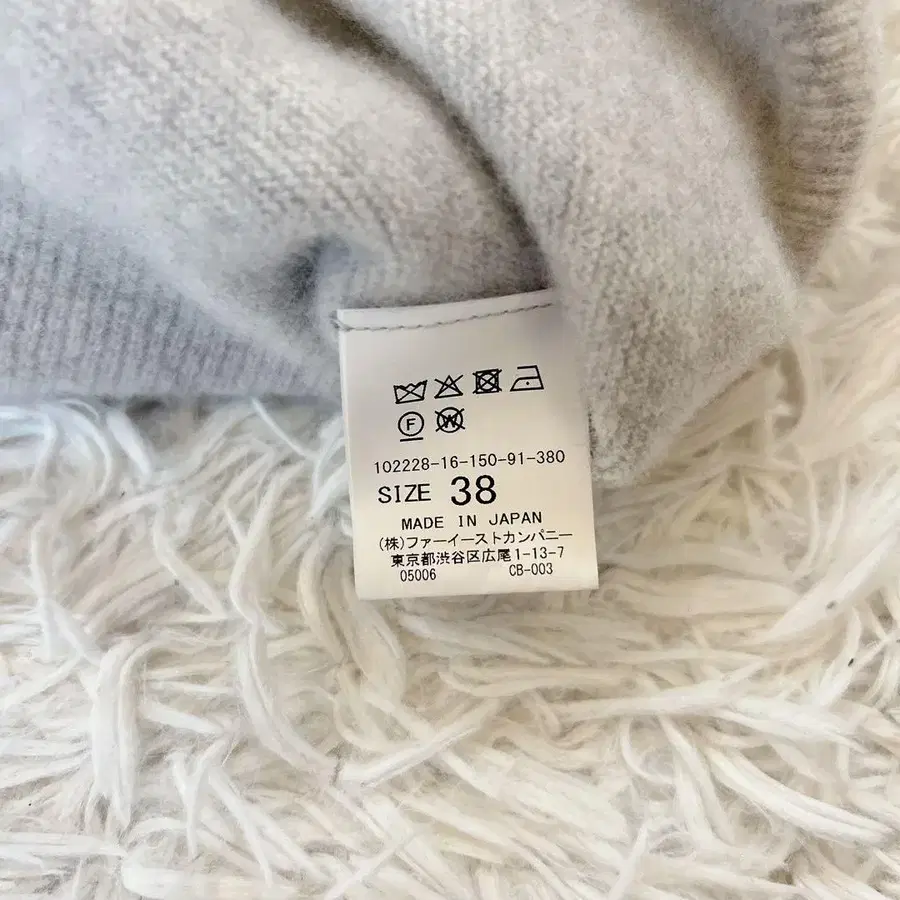 F
W
102228-16-150-91-380
SIZE 38
MADE IN JAPAN
(株)ファーイーストカンパニー
東京都渋谷区広尾1-13-7
05006 CB-003